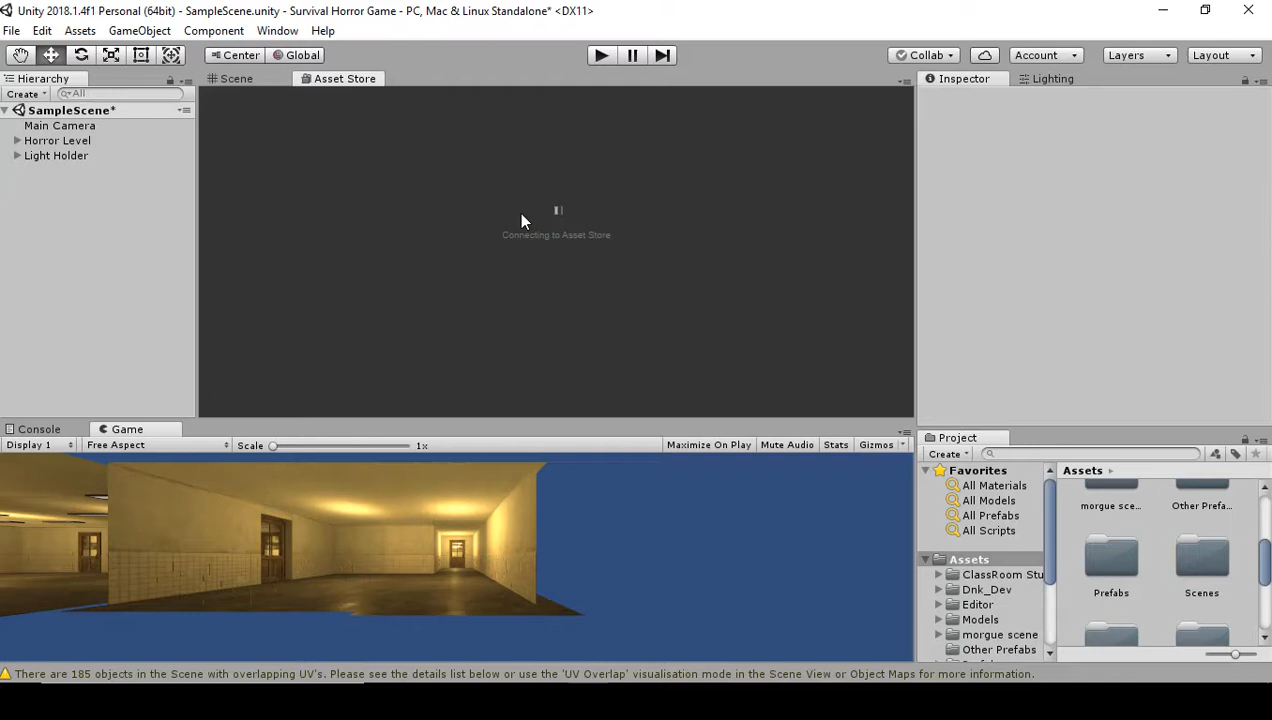 Unity 2018.1.4f1 Personal (64bit) - SampleScene.unity - Survival Horror Game - PC, Mac & Linux Standalone* <DX11>
File Edit Assets GameObject Component Window Help
Center Global Collab Account Layers Layout
Hierarchy Scene Asset Store Inspector Lighting
Create All
SampleScene*
Main Camera
Horror Level
Light Holder
Connecting to Asset Store
Console Game Project
Display 1 Free Aspect Scale 1x Maximize On Play Mute Audio Stats Gizmos Create
Favorites Assets
All Materials
All Models morgue sce... Other Prefa...
All Prefabs
All Scripts
Assets
ClassRoom Stu
Dnk_Dev Prefabs Scenes
Editor
Models
morgue scene
Other Prefabs
There are 185 objects in the Scene with overlapping UV's. Please see the details list below or use the 'UV Overlap' visualisation mode in the Scene View or Object Maps for more information.